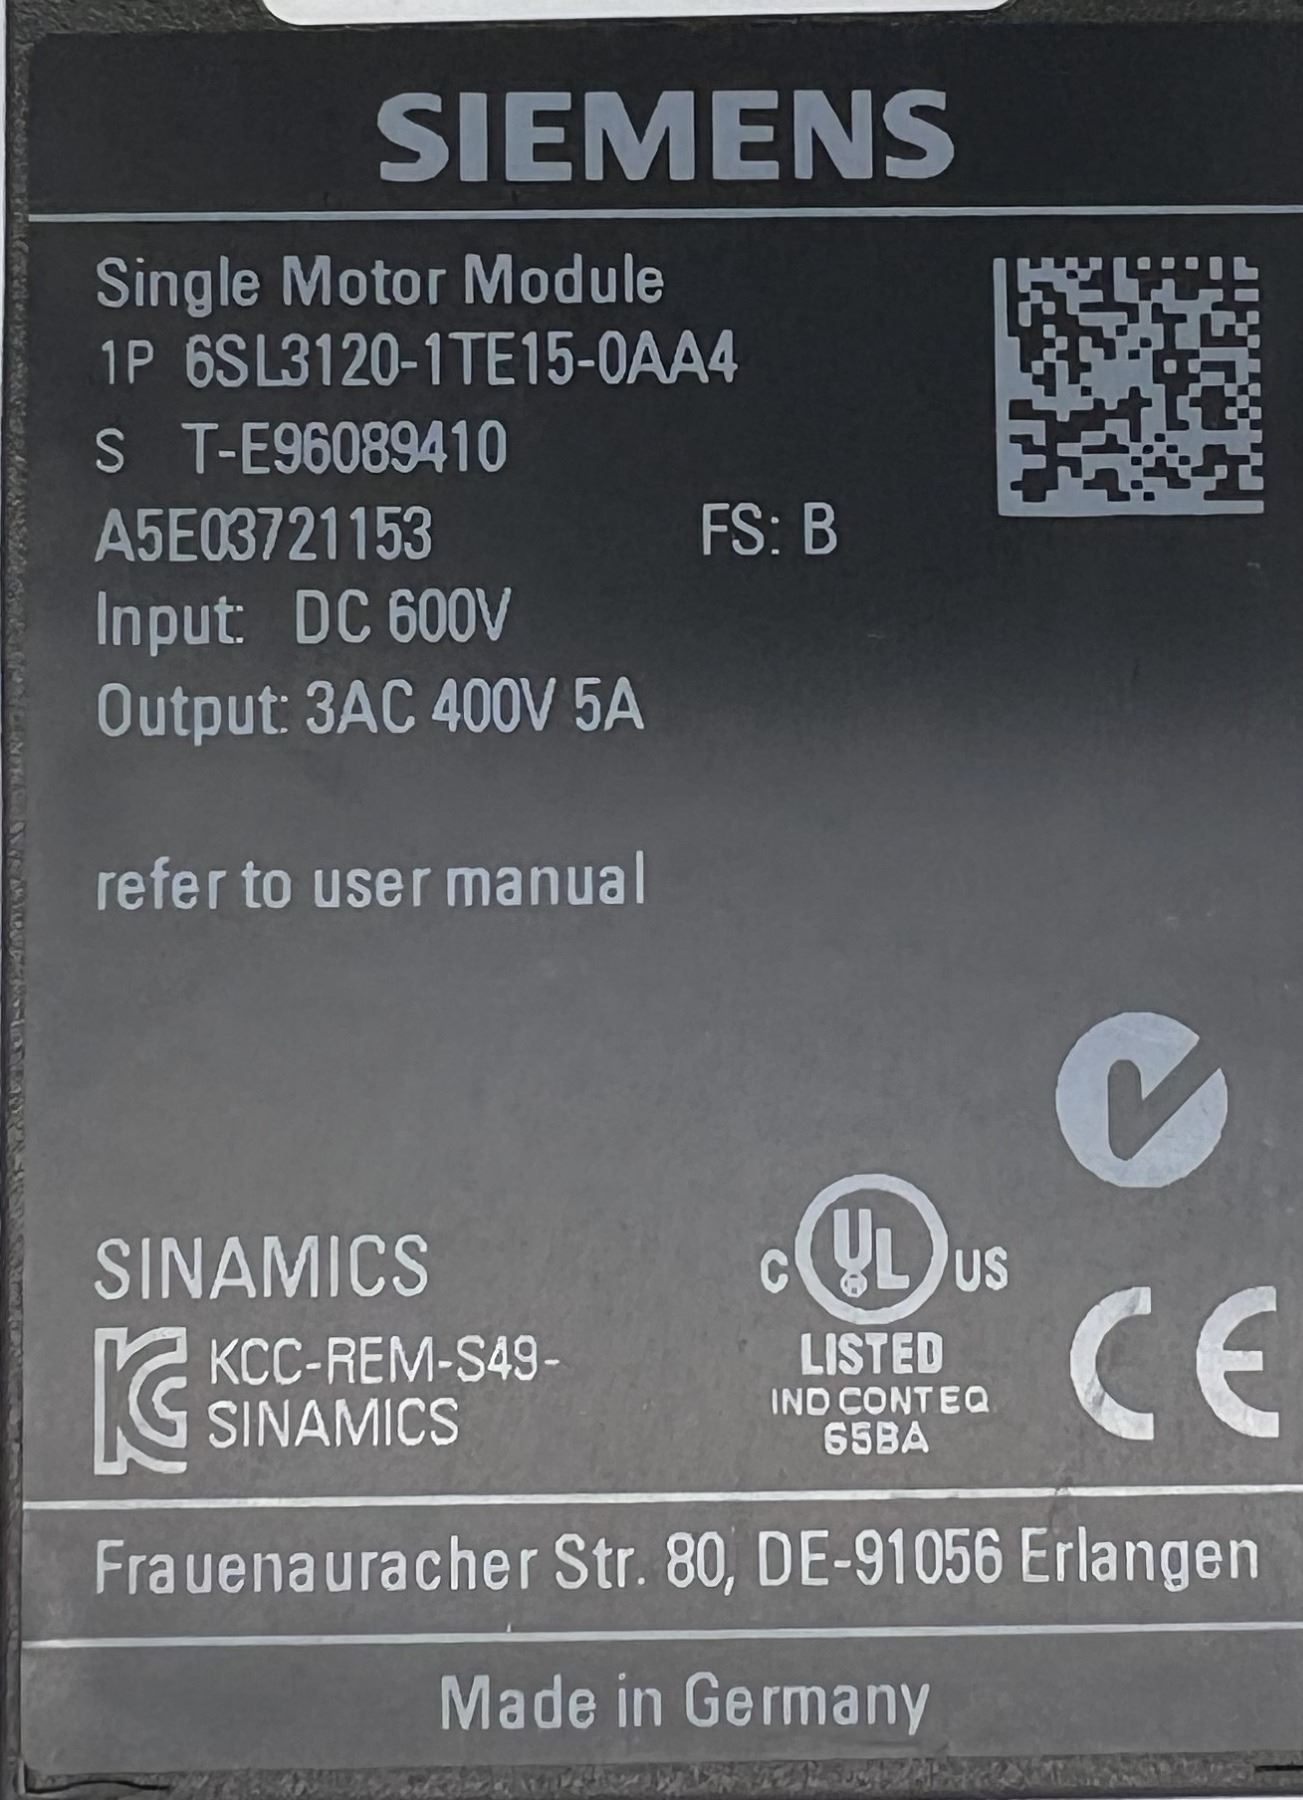 SIEMENS
Single Motor Module
1P 6SL3120-1TE15-0AA4
S T-E96089410
A5E03721153 FS: B
Input: DC 600V
Output: 3AC 400V 5A
refer to user manual
SINAMICS
C UL® US
LISTED
IND CONT EQ
65BA
CE
KCC-REM-S49-
SINAMICS
Frauenauracher Str. 80, DE-91056 Erlangen
Made in Germany